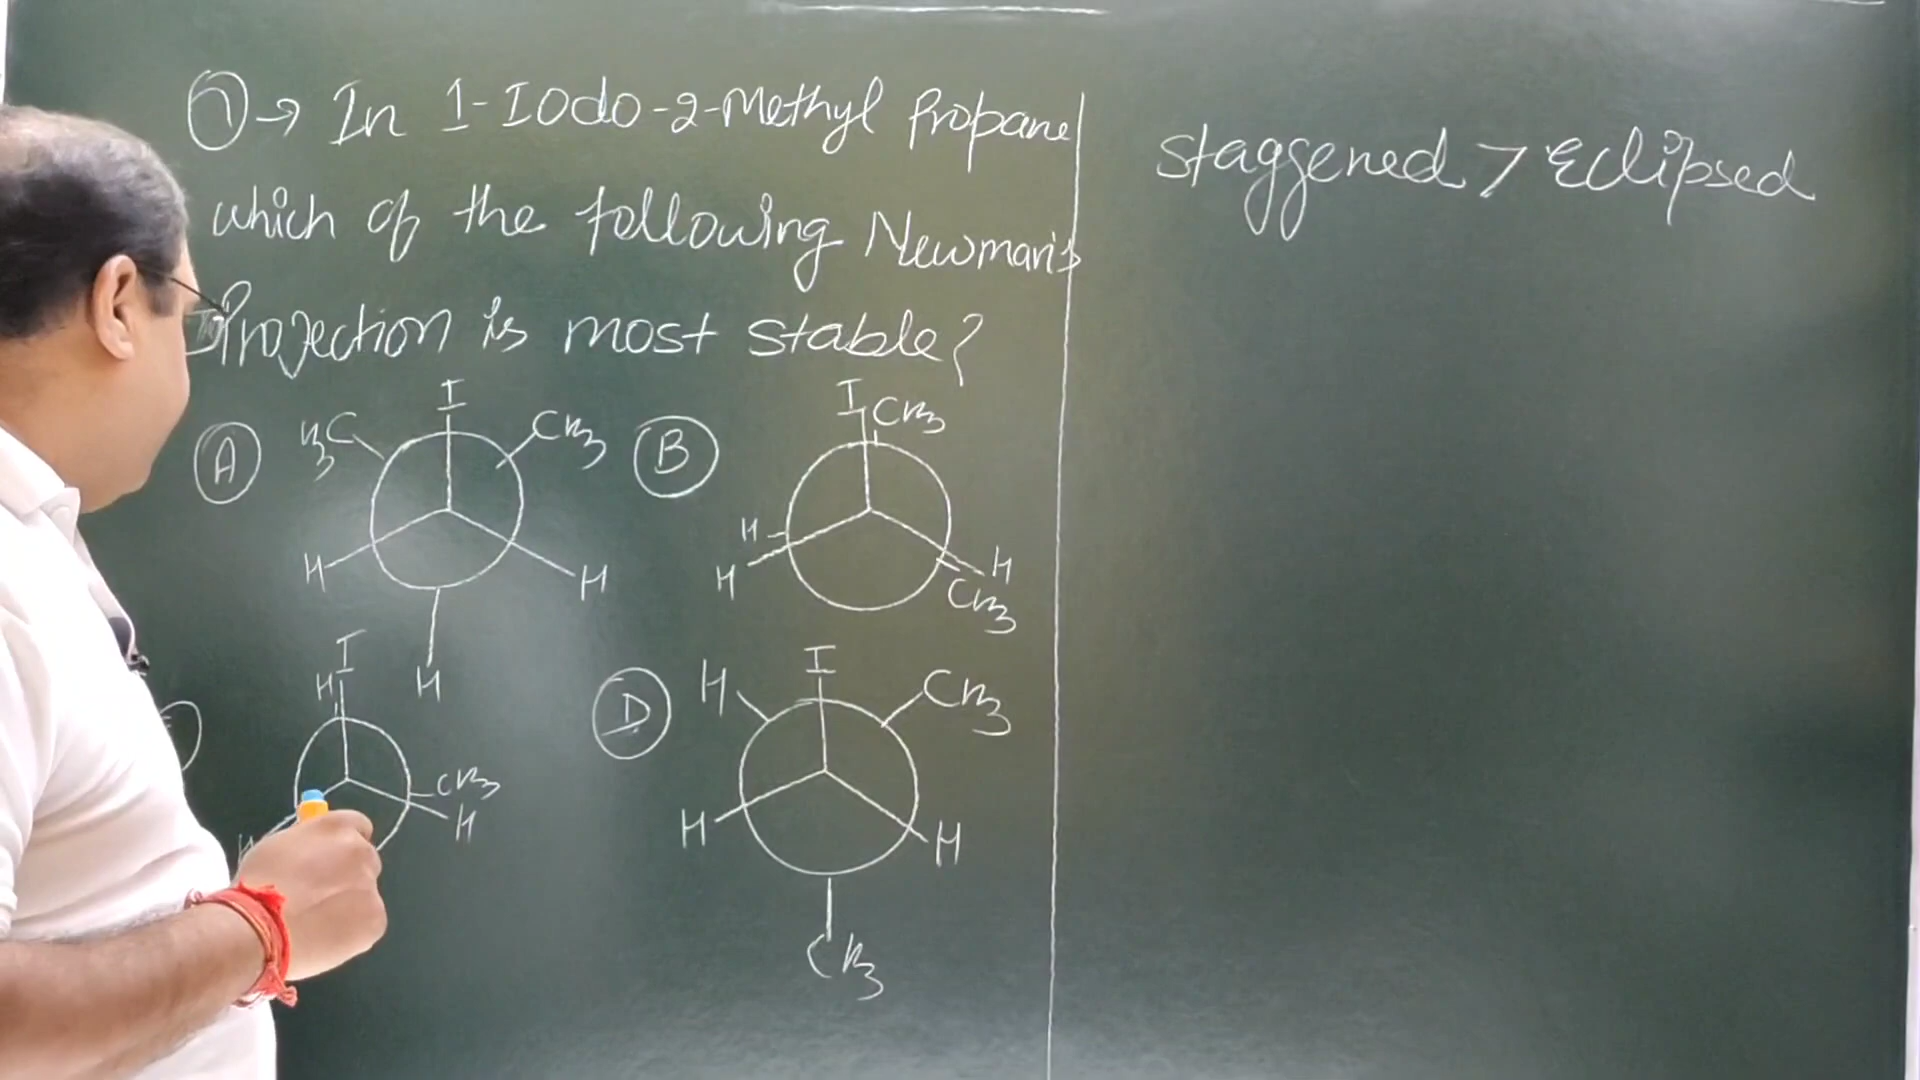 ① → In 1-Iodo-2-Methyl Propane
which of the following Newman's
Projection is most stable?
A
H3C
I
CH3
H
H
H
B
I
CH3
H
H
H
CH3
I
H
CH3
H
H
D
H
I
CH3
H
H
CH3
staggened > Eclipsed